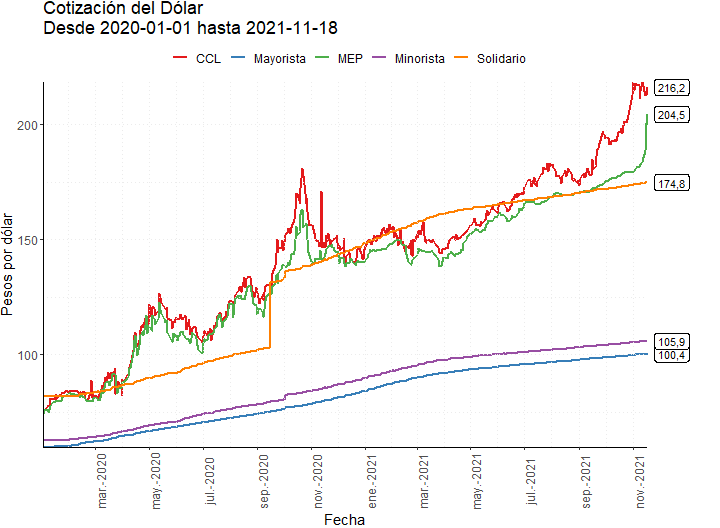 Cotización del Dólar
Desde 2020-01-01 hasta 2021-11-18
CCL Mayorista MEP Minorista Solidario
216,2
204,5
200
174,8
150
105,9
100,4
100
Pesos por dólar
mar.-2020 may.-2020 jul.-2020 sep.-2020 nov.-2020 ene.-2021 mar.-2021 may.-2021 jul.-2021 sep.-2021 nov.-2021
Fecha